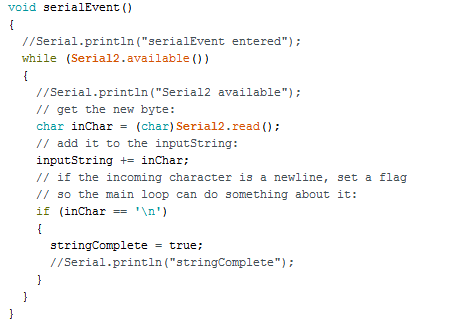 void serialEvent()
{
  //Serial.println("serialEvent entered");
  while (Serial2.available())
  {
    //Serial.println("Serial2 available");
    // get the new byte:
    char inChar = (char)Serial2.read();
    // add it to the inputString:
    inputString += inChar;
    // if the incoming character is a newline, set a flag
    // so the main loop can do something about it:
    if (inChar == '\n')
    {
      stringComplete = true;
      //Serial.println("stringComplete");
    }
  }
}